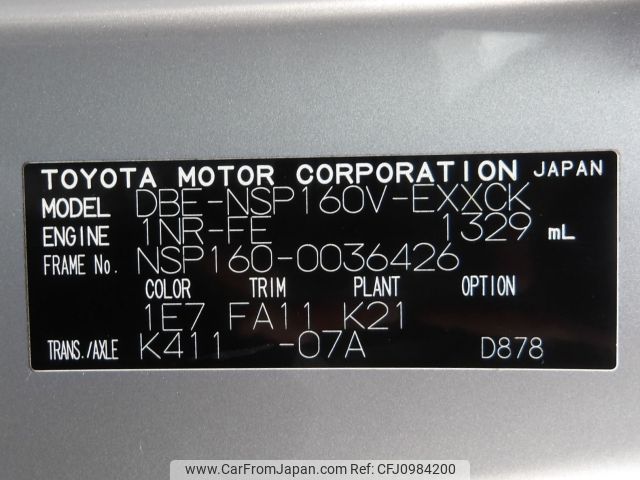 TOYOTA MOTOR CORPORATION JAPAN
MODEL DBE-NSP160V-EXXCK
ENGINE 1NR-FE 1329 mL
FRAME No. NSP160-0036426
COLOR TRIM PLANT OPTION
1E7 FA11 K21
TRANS./AXLE K411 -07A D878
www.CarFromJapan.com Ref No.CFJ0984200